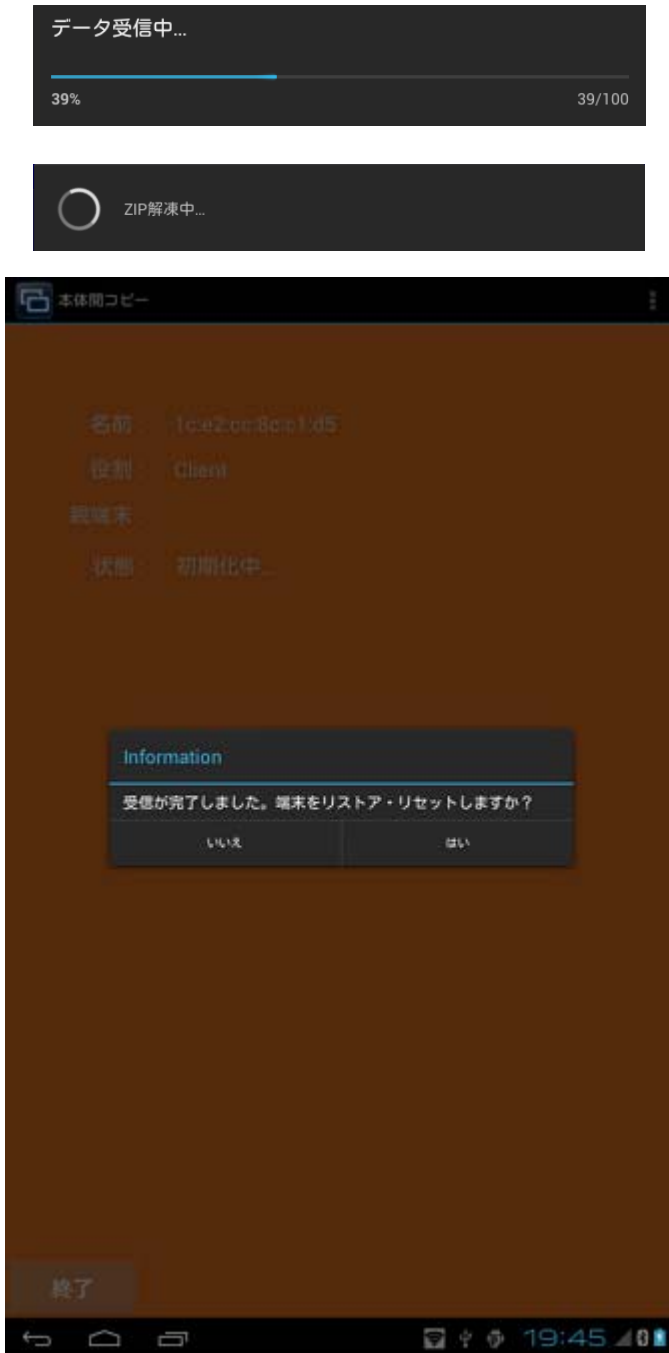 データ受信中...
39% 39/100
ZIP解凍中...
本体間コピー
名前 1c:e2:cc:8c:c1:d5
役割 Client
親端末
状態 初期化中...
Information
受信が完了しました。端末をリストア・リセットしますか？
いいえ はい
終了
19:45